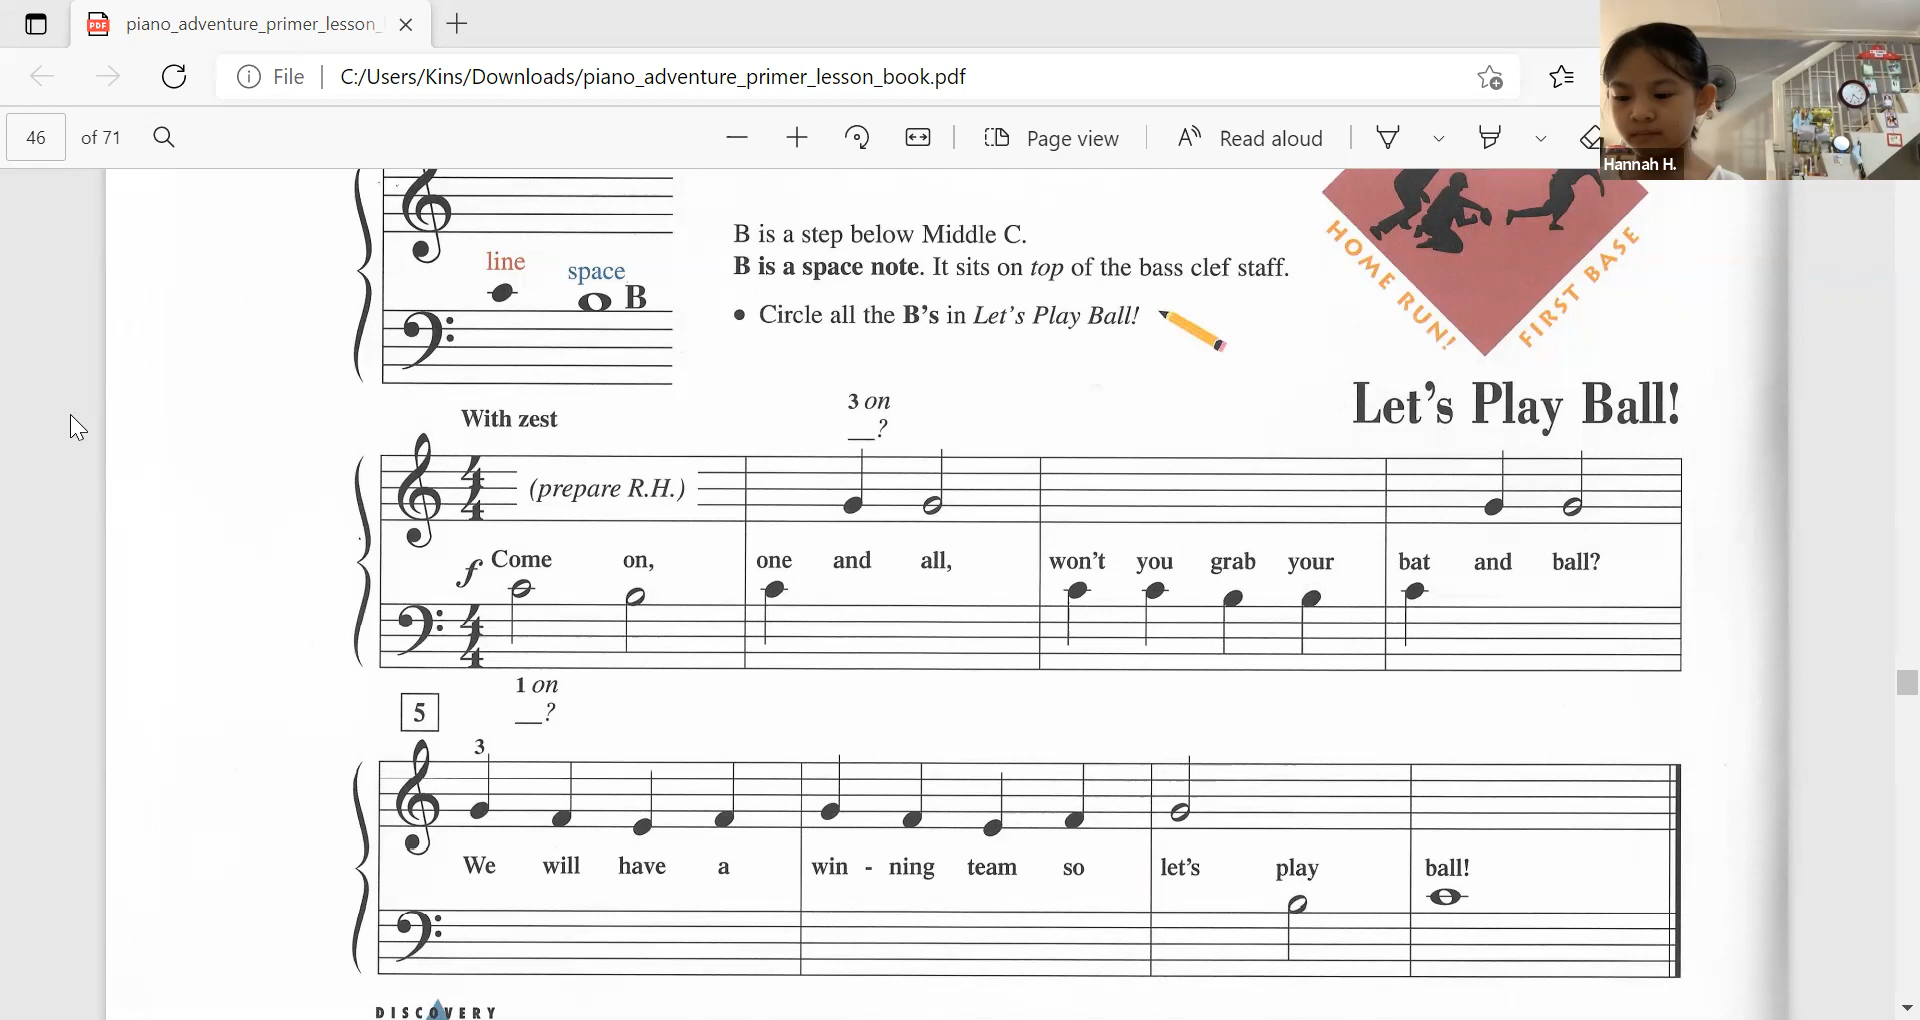 piano_adventure_primer_lesson_
File C:/Users/Kins/Downloads/piano_adventure_primer_lesson_book.pdf
46 of 71
Page view
Read aloud
Hannah H.
line
space
B
B is a step below Middle C.
B is a space note. It sits on top of the bass clef staff.
• Circle all the B's in Let's Play Ball!
HOME RUN!
FIRST BASE
Let's Play Ball!
With zest
3 on
__?
4
4
(prepare R.H.)
f
Come on, one and all, won't you grab your bat and ball?
4
4
1 on
__?
5
3
We will have a win - ning team so let's play ball!
DISCOVERY